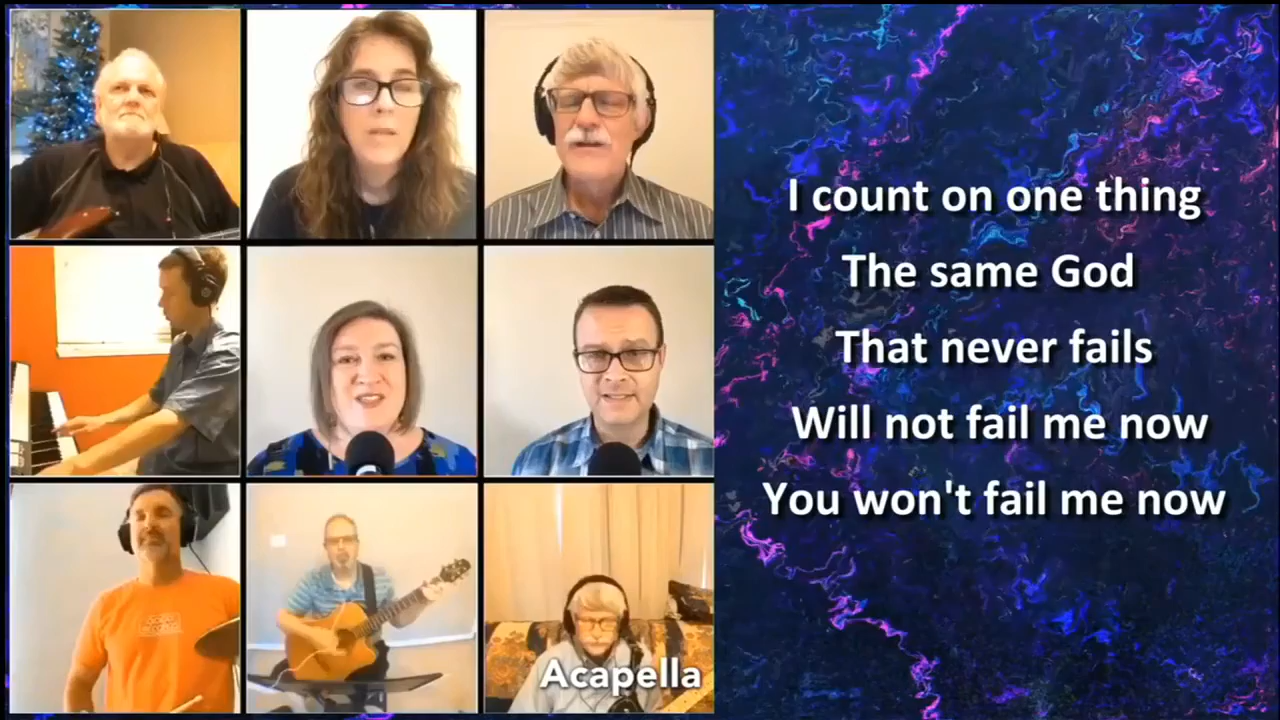 I count on one thing
The same God
That never fails
Will not fail me now
You won't fail me now
Acapella